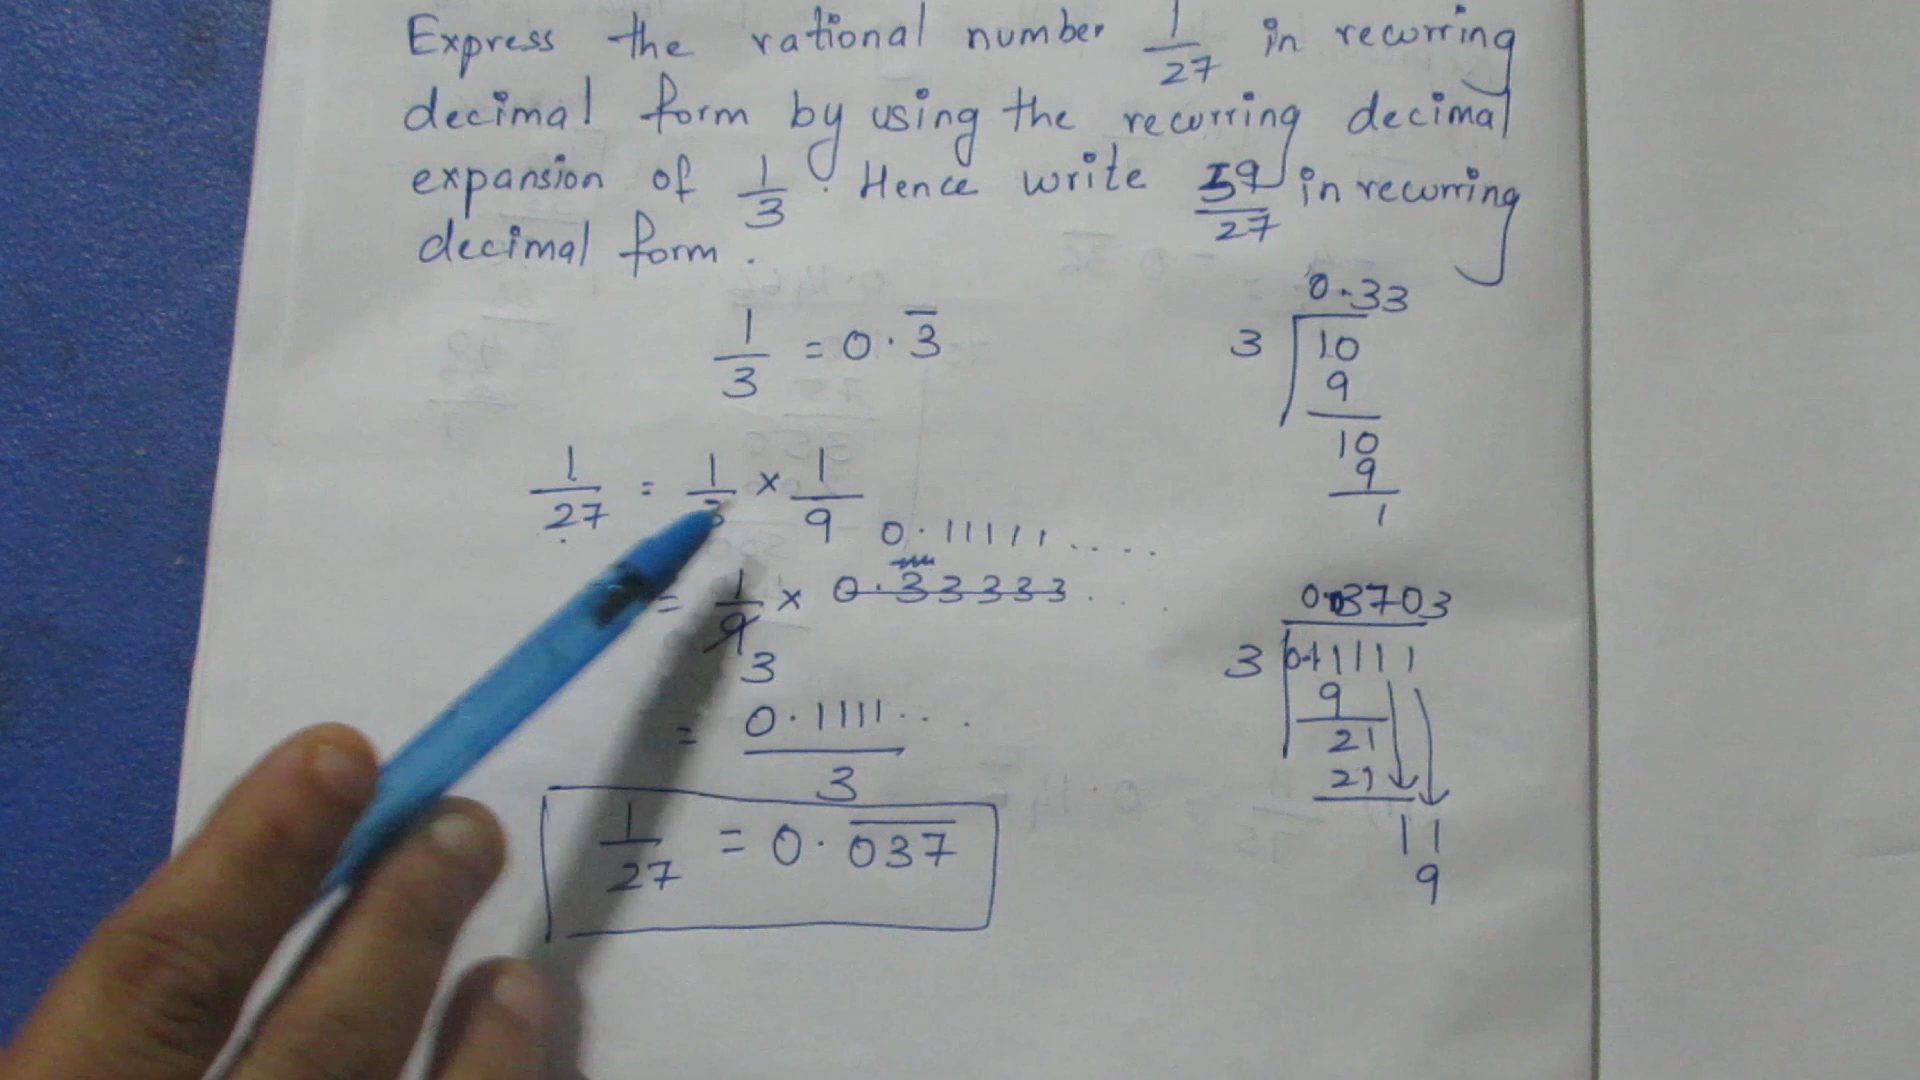 Express the rational number 1/27 in recurring
decimal form by using the recurring decimal
expansion of 1/3. Hence write 59/27 in recurring
decimal form.
1/3 = 0.3̅
0.33
3 10
9
10
9
1
1/27 = 1/3 × 1/9
0.11111....
= 1/9 × 0.33333...
3
= 0.1111... / 3
1/27 = 0.0̅3̅7̅
0.03703
3 0.11111
9
21
21
11
9